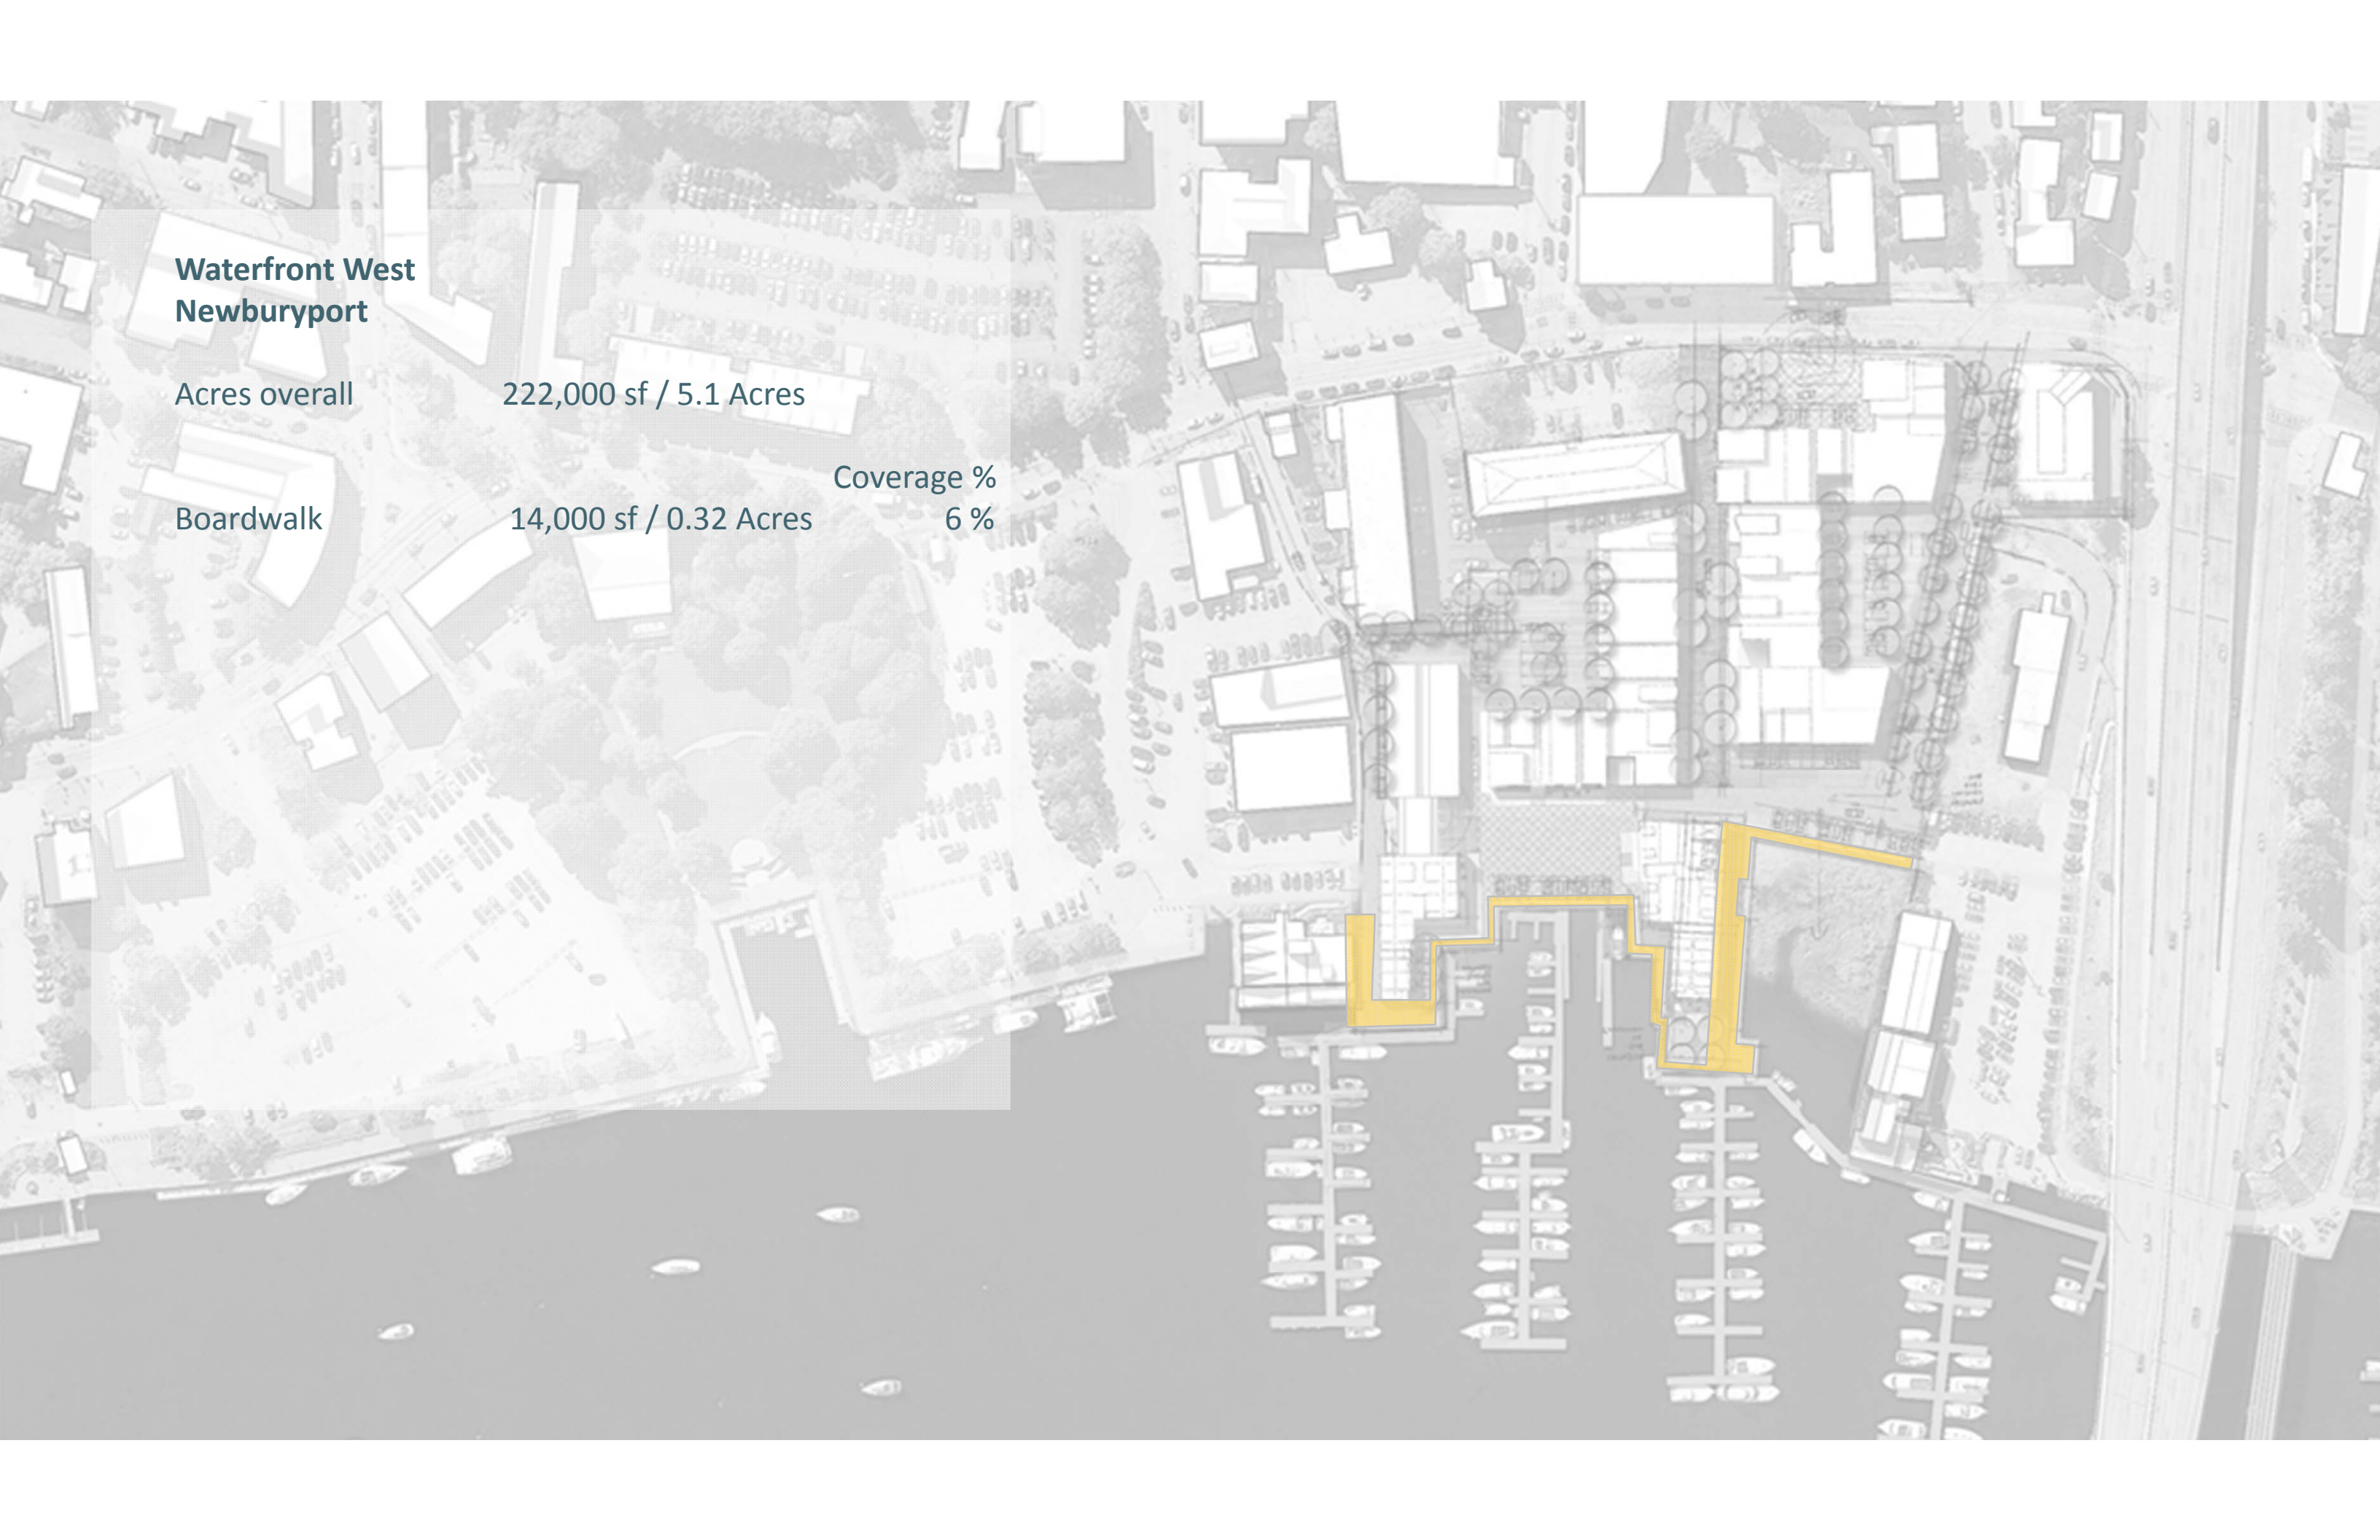 Waterfront West
Newburyport
Acres overall 222,000 sf / 5.1 Acres
Coverage %
Boardwalk 14,000 sf / 0.32 Acres 6 %